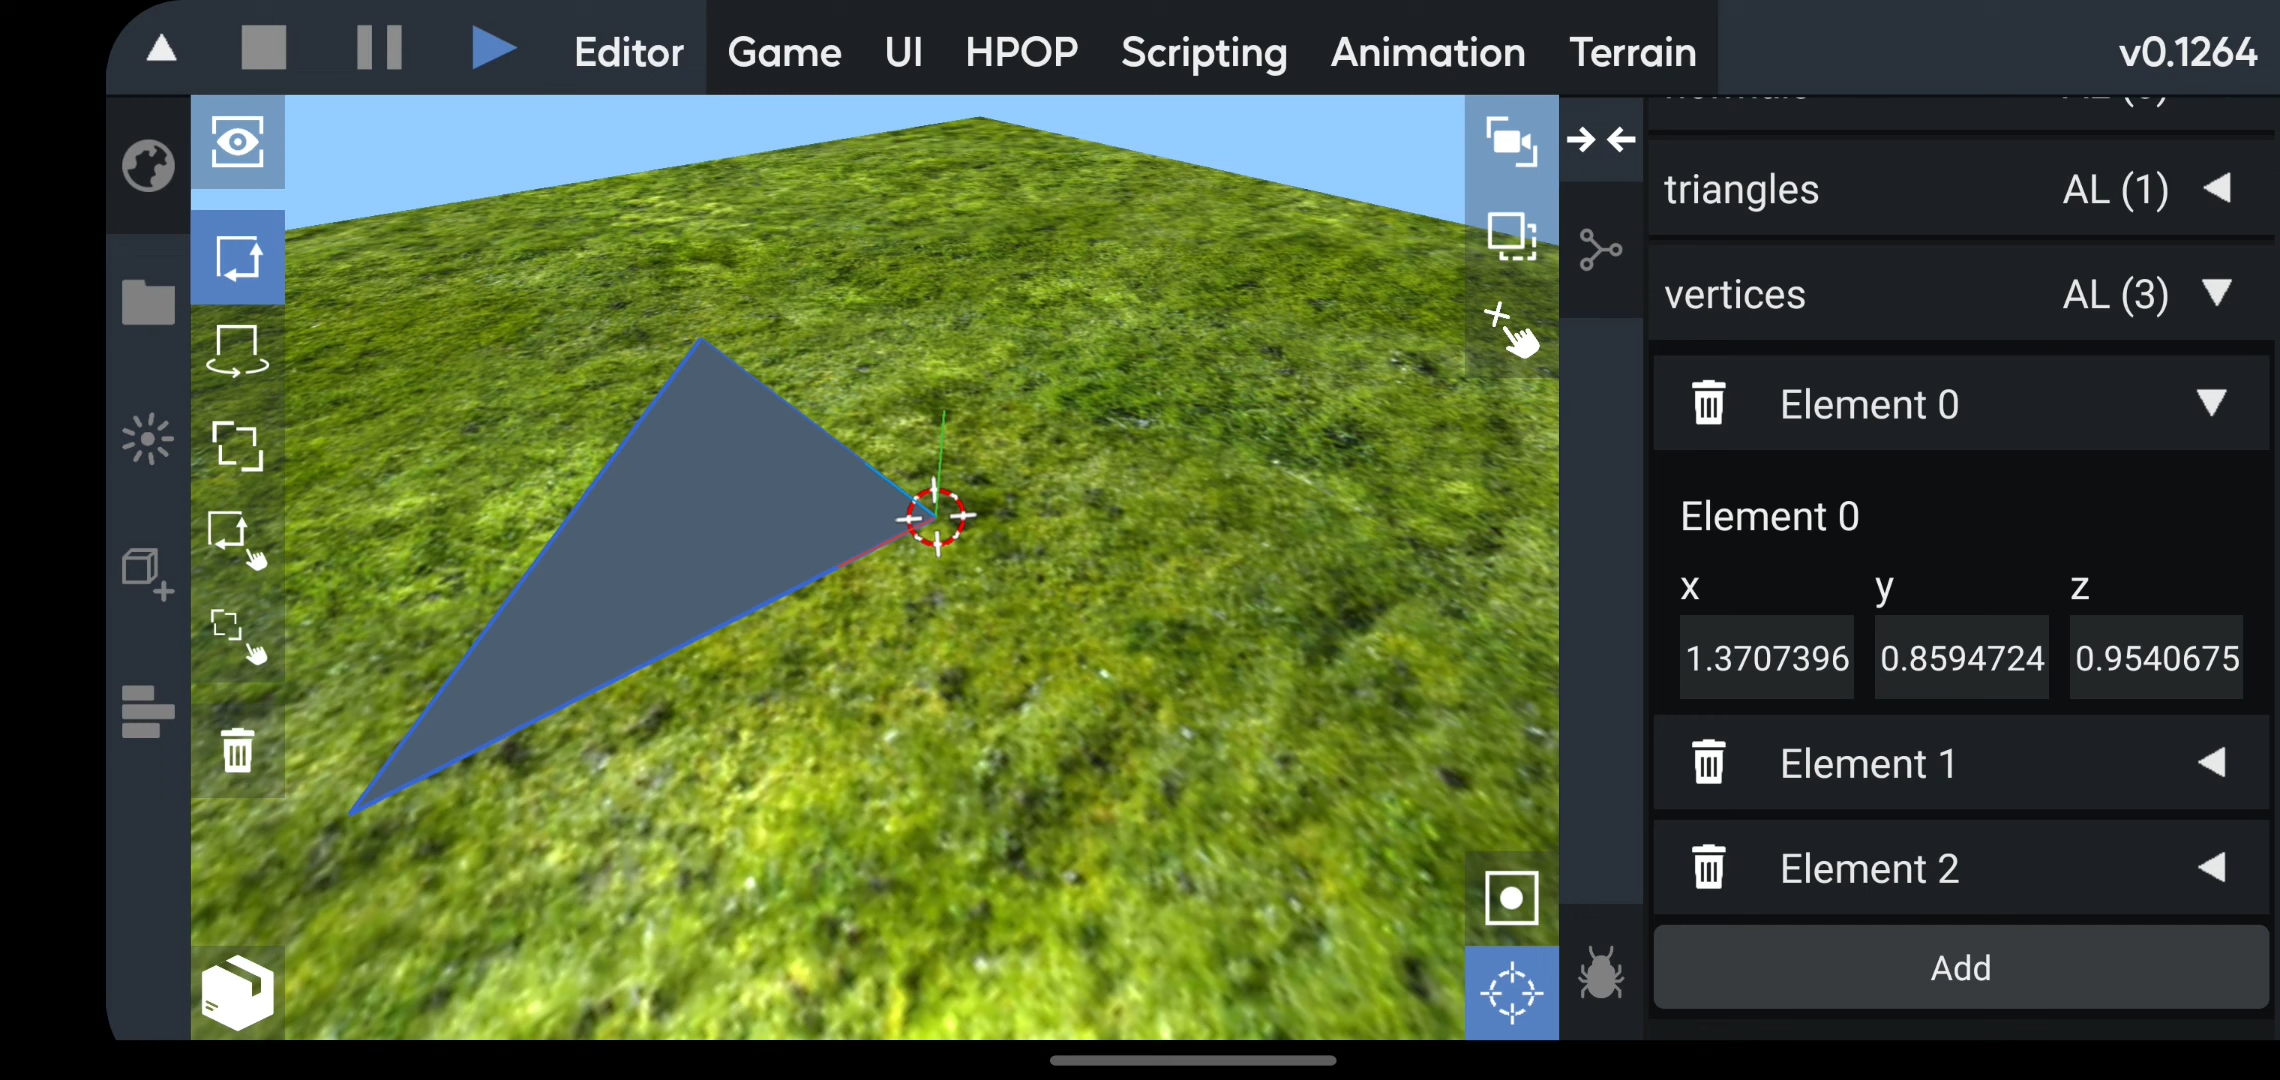 Editor Game UI HPOP Scripting Animation Terrain v0.1264
triangles AL (1)
vertices AL (3)
Element 0
Element 0
x y z
1.3707396 0.8594724 0.9540675
Element 1
Element 2
Add